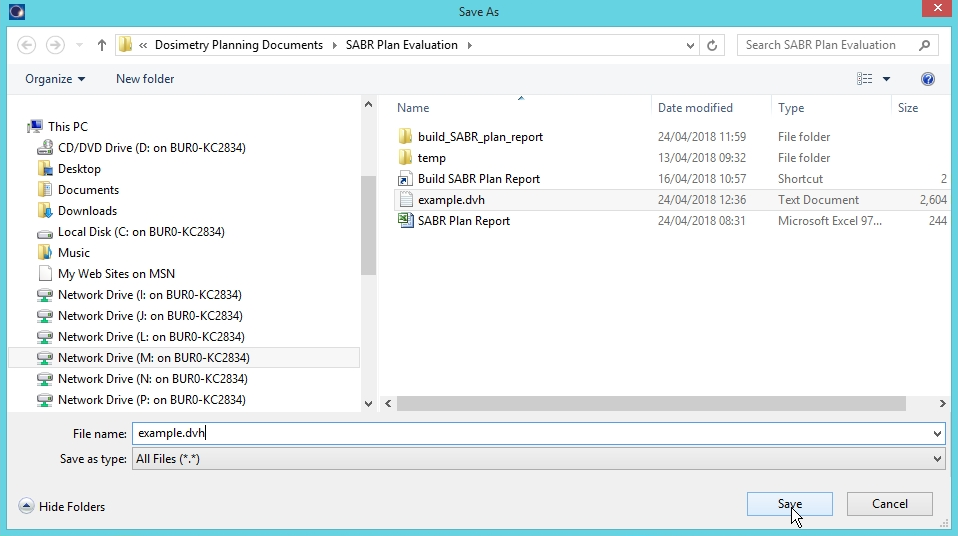 Save As
« Dosimetry Planning Documents SABR Plan Evaluation
Search SABR Plan Evaluation
Organize New folder
Name Date modified Type Size
This PC
CD/DVD Drive (D: on BUR0-KC2834)
Desktop
Documents
Downloads
Local Disk (C: on BUR0-KC2834)
Music
My Web Sites on MSN
Network Drive (I: on BUR0-KC2834)
Network Drive (J: on BUR0-KC2834)
Network Drive (L: on BUR0-KC2834)
Network Drive (M: on BUR0-KC2834)
Network Drive (N: on BUR0-KC2834)
Network Drive (P: on BUR0-KC2834)
build_SABR_plan_report 24/04/2018 11:59 File folder
temp 13/04/2018 09:32 File folder
Build SABR Plan Report 16/04/2018 10:57 Shortcut 2
example.dvh 24/04/2018 12:36 Text Document 2,604
SABR Plan Report 24/04/2018 08:31 Microsoft Excel 97... 244
File name: example.dvh
Save as type: All Files (*.*)
Hide Folders
Save Cancel